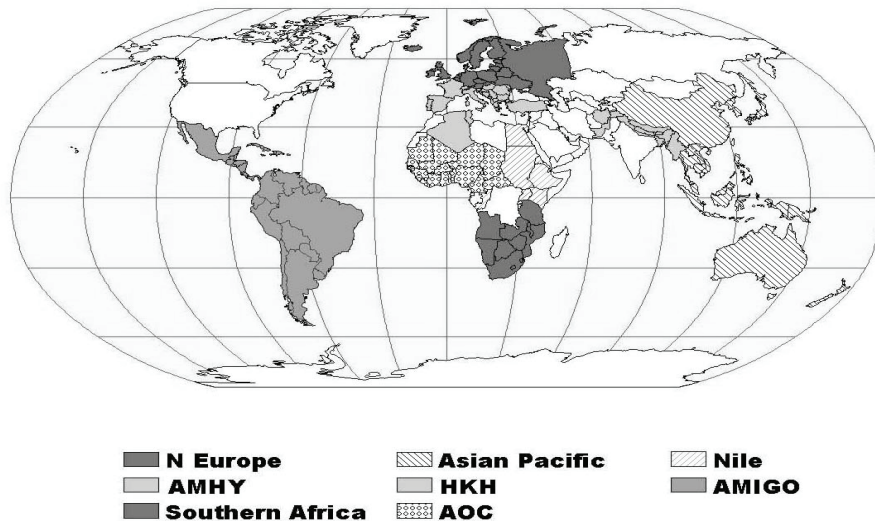 N Europe Asian Pacific Nile
AMHY HKH AMIGO
Southern Africa AOC